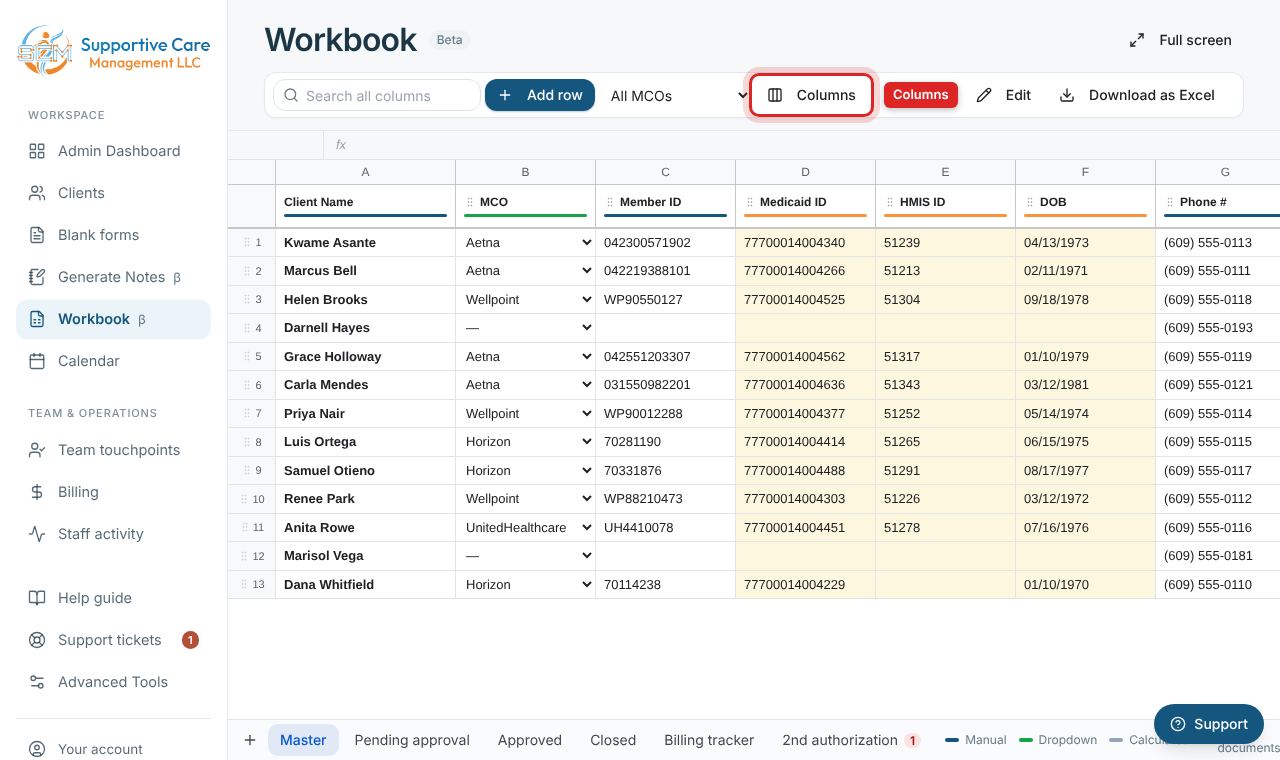 SCM Supportive Care
Management LLC
WORKSPACE
Admin Dashboard
Clients
Blank forms
Generate Notes β
Workbook β
Calendar
TEAM & OPERATIONS
Team touchpoints
Billing
Staff activity
Help guide
Support tickets 1
Advanced Tools
Your account
Workbook Beta
Full screen
Search all columns
Add row
All MCOs
Columns
Columns
Edit
Download as Excel
fx
A B C D E F G
Client Name MCO Member ID Medicaid ID HMIS ID DOB Phone #
1 Kwame Asante Aetna 042300571902 77700014004340 51239 04/13/1973 (609) 555-0113
2 Marcus Bell Aetna 042219388101 77700014004266 51213 02/11/1971 (609) 555-0111
3 Helen Brooks Wellpoint WP90550127 77700014004525 51304 09/18/1978 (609) 555-0118
4 Darnell Hayes — (609) 555-0193
5 Grace Holloway Aetna 042551203307 77700014004562 51317 01/10/1979 (609) 555-0119
6 Carla Mendes Aetna 031550982201 77700014004636 51343 03/12/1981 (609) 555-0121
7 Priya Nair Wellpoint WP90012288 77700014004377 51252 05/14/1974 (609) 555-0114
8 Luis Ortega Horizon 70281190 77700014004414 51265 06/15/1975 (609) 555-0115
9 Samuel Otieno Horizon 70331876 77700014004488 51291 08/17/1977 (609) 555-0117
10 Renee Park Wellpoint WP88210473 77700014004303 51226 03/12/1972 (609) 555-0112
11 Anita Rowe UnitedHealthcare UH4410078 77700014004451 51278 07/16/1976 (609) 555-0116
12 Marisol Vega — (609) 555-0181
13 Dana Whitfield Horizon 70114238 77700014004229 01/10/1970 (609) 555-0110
Master Pending approval Approved Closed Billing tracker 2nd authorization 1 Manual Dropdown
documents
Support